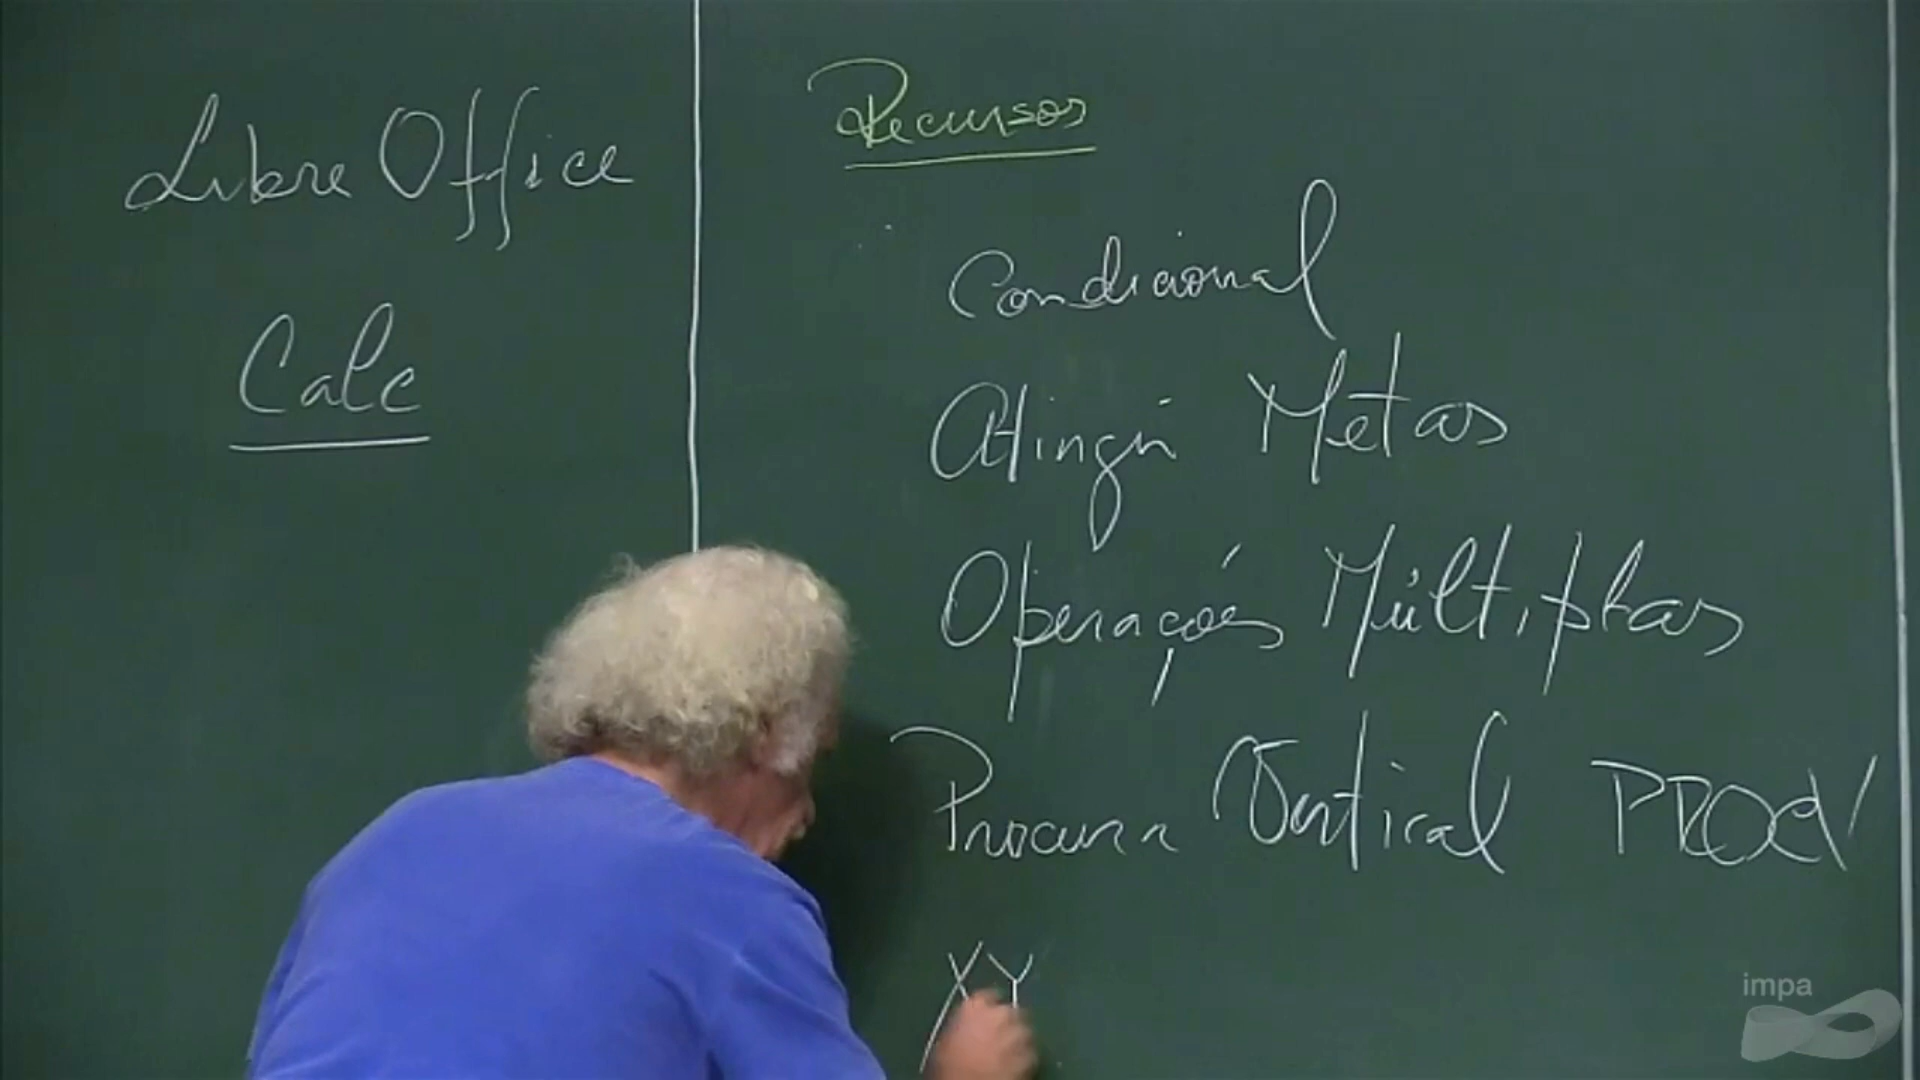 Libre Office
Calc
Recursos
Condicional
Atingir Metas
Operações Múltiplas
Procura Vertical PROCV
XY
impa